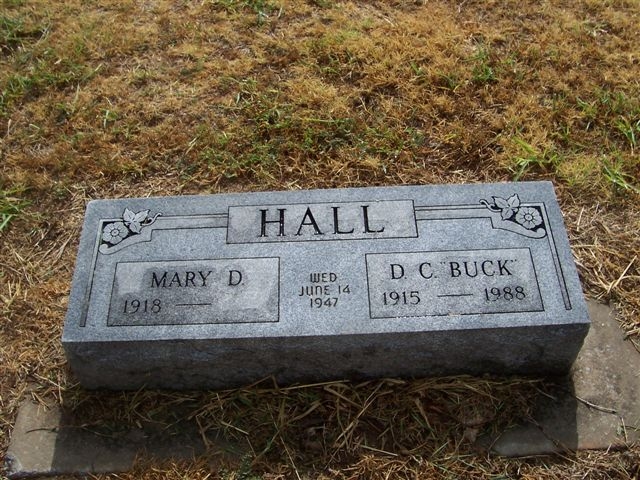 HALL
MARY D.
1918 —
WED
JUNE 14
1947
D. C. "BUCK"
1915 — 1988